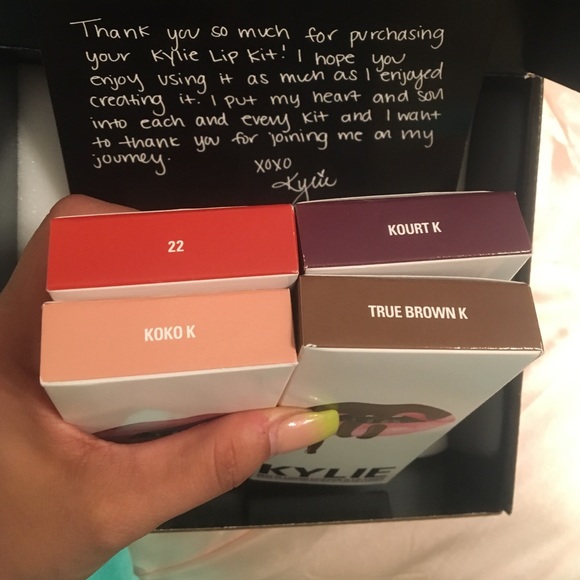 Thank you so much for purchasing
your Kylie Lip Kit! I hope you
enjoy using it as much as I enjoyed
creating it. I put my heart and soul
into each and every kit and I want
to thank you for joining me on my
journey.
xoxo
Kylie
22
KOURT K
KOKO K
TRUE BROWN K
KYLIE